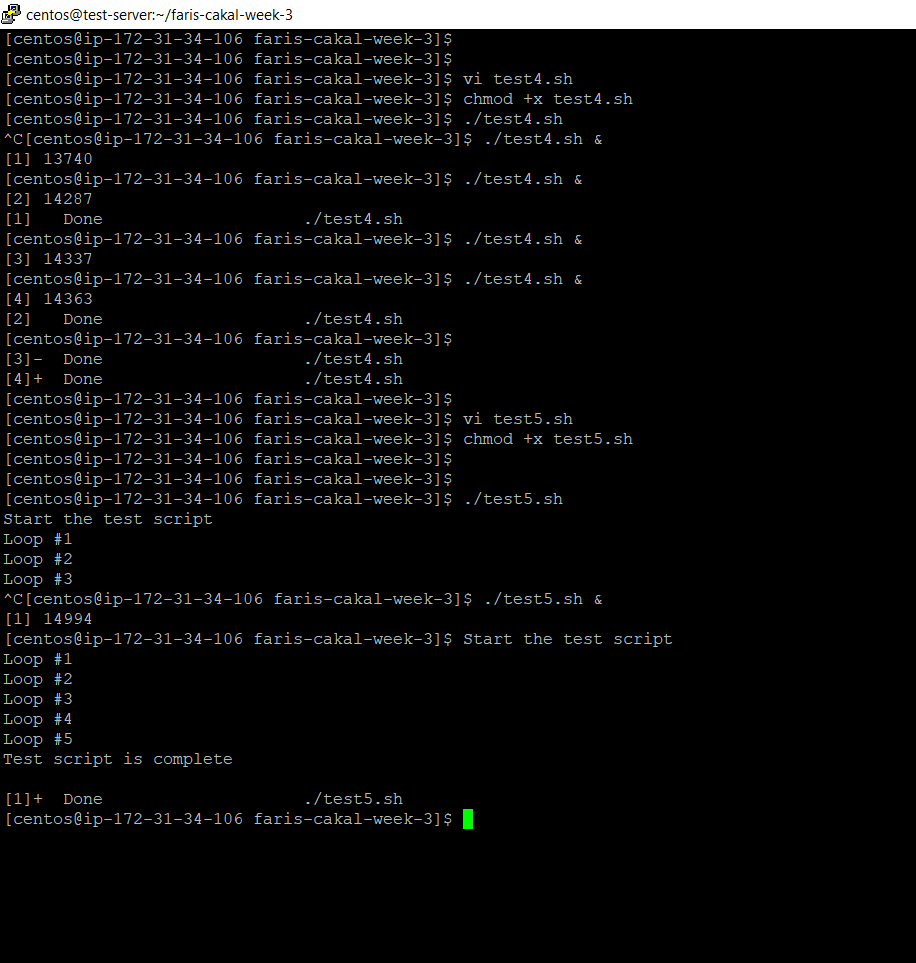 centos@test-server:~/faris-cakal-week-3
[centos@ip-172-31-34-106 faris-cakal-week-3]$
[centos@ip-172-31-34-106 faris-cakal-week-3]$
[centos@ip-172-31-34-106 faris-cakal-week-3]$ vi test4.sh
[centos@ip-172-31-34-106 faris-cakal-week-3]$ chmod +x test4.sh
[centos@ip-172-31-34-106 faris-cakal-week-3]$ ./test4.sh
^C[centos@ip-172-31-34-106 faris-cakal-week-3]$ ./test4.sh &
[1] 13740
[centos@ip-172-31-34-106 faris-cakal-week-3]$ ./test4.sh &
[2] 14287
[1]   Done                    ./test4.sh
[centos@ip-172-31-34-106 faris-cakal-week-3]$ ./test4.sh &
[3] 14337
[centos@ip-172-31-34-106 faris-cakal-week-3]$ ./test4.sh &
[4] 14363
[2]   Done                    ./test4.sh
[centos@ip-172-31-34-106 faris-cakal-week-3]$
[3]-  Done                    ./test4.sh
[4]+  Done                    ./test4.sh
[centos@ip-172-31-34-106 faris-cakal-week-3]$
[centos@ip-172-31-34-106 faris-cakal-week-3]$ vi test5.sh
[centos@ip-172-31-34-106 faris-cakal-week-3]$ chmod +x test5.sh
[centos@ip-172-31-34-106 faris-cakal-week-3]$
[centos@ip-172-31-34-106 faris-cakal-week-3]$
[centos@ip-172-31-34-106 faris-cakal-week-3]$ ./test5.sh
Start the test script
Loop #1
Loop #2
Loop #3
^C[centos@ip-172-31-34-106 faris-cakal-week-3]$ ./test5.sh &
[1] 14994
[centos@ip-172-31-34-106 faris-cakal-week-3]$ Start the test script
Loop #1
Loop #2
Loop #3
Loop #4
Loop #5
Test script is complete
[1]+  Done                    ./test5.sh
[centos@ip-172-31-34-106 faris-cakal-week-3]$